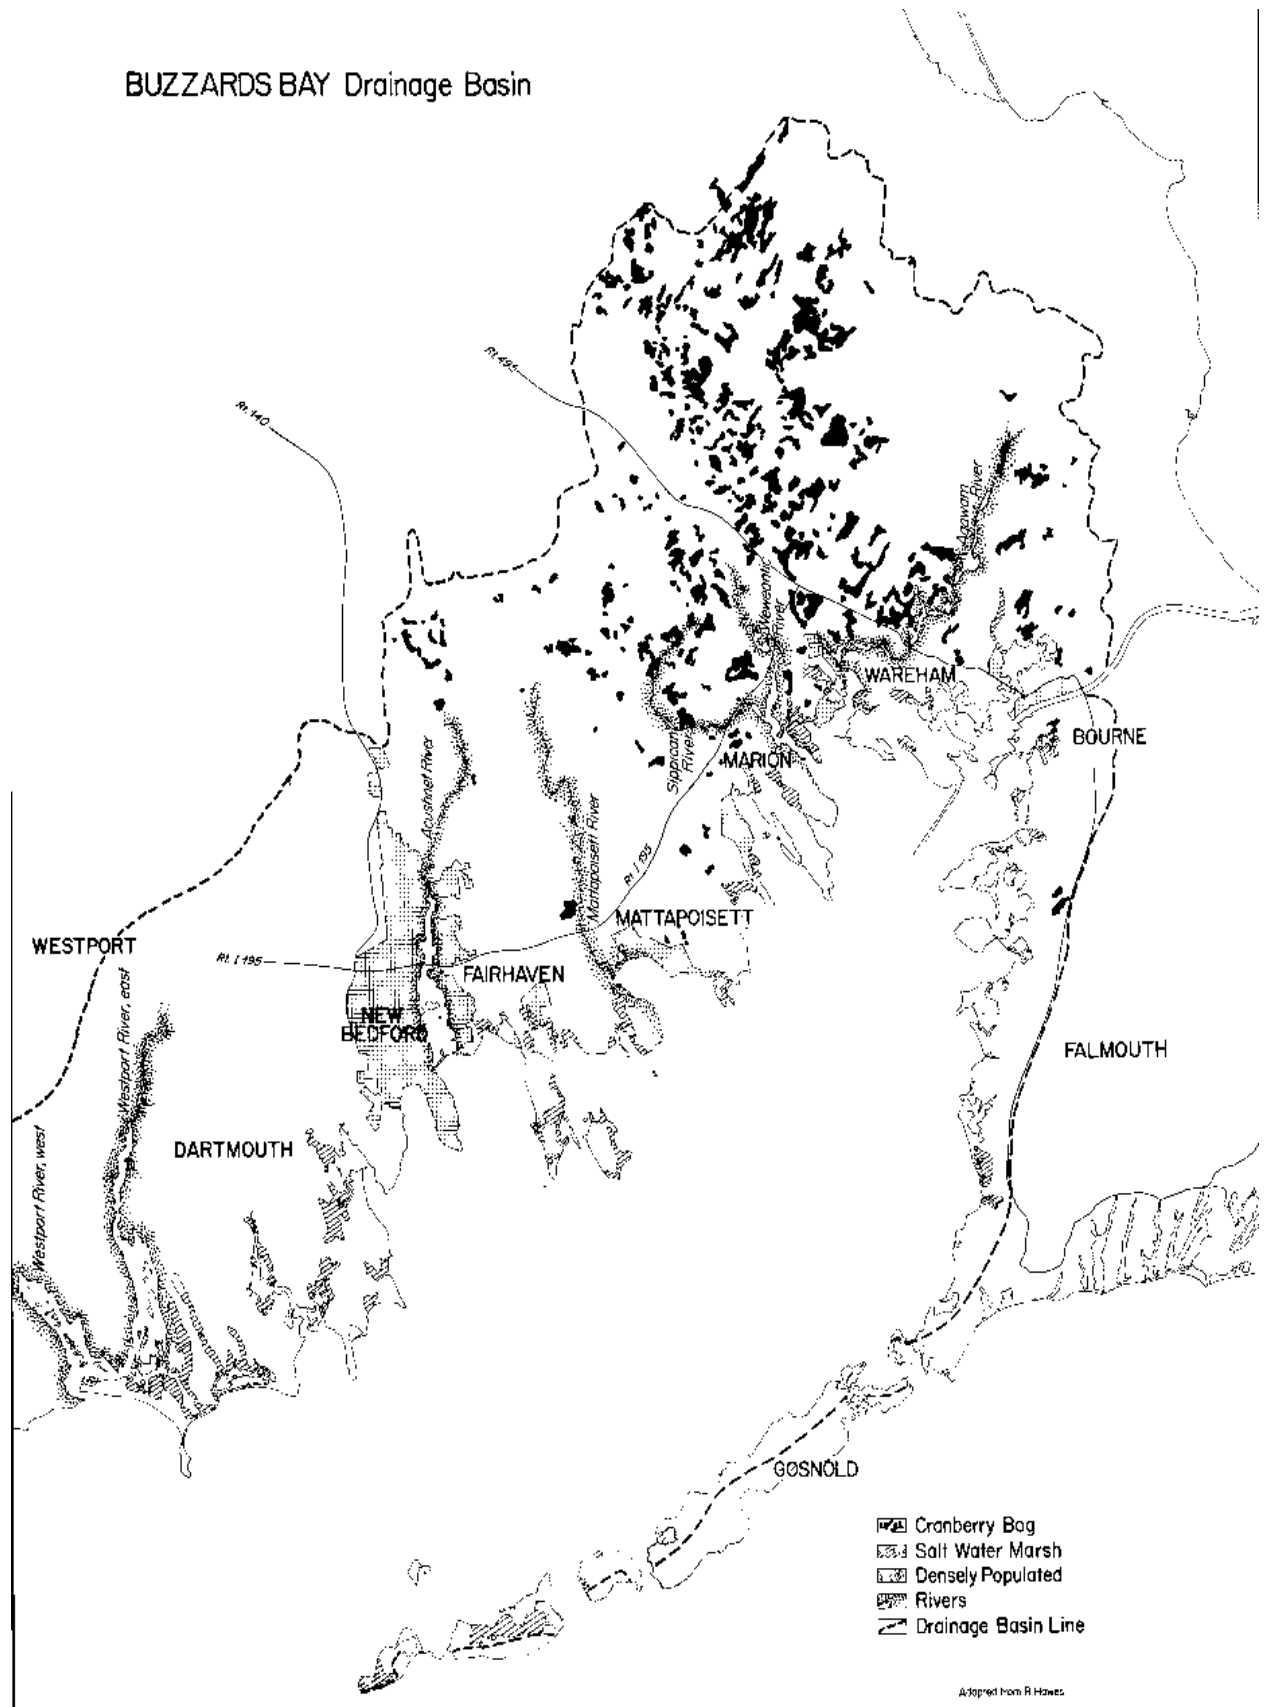 BUZZARDS BAY Drainage Basin
Rt. 495
Rt. 140
Agawam River
Weweantic River
WAREHAM
BOURNE
Sippican River
MARION
Acushnet River
Mattapoisett River
Rt. I 195
MATTAPOISETT
WESTPORT
Rt. I 195
FAIRHAVEN
NEW BEDFORD
Westport River, east
FALMOUTH
DARTMOUTH
Westport River, west
GOSNOLD
Cranberry Bog
Salt Water Marsh
Densely Populated
Rivers
Drainage Basin Line
Adapted from B Howes